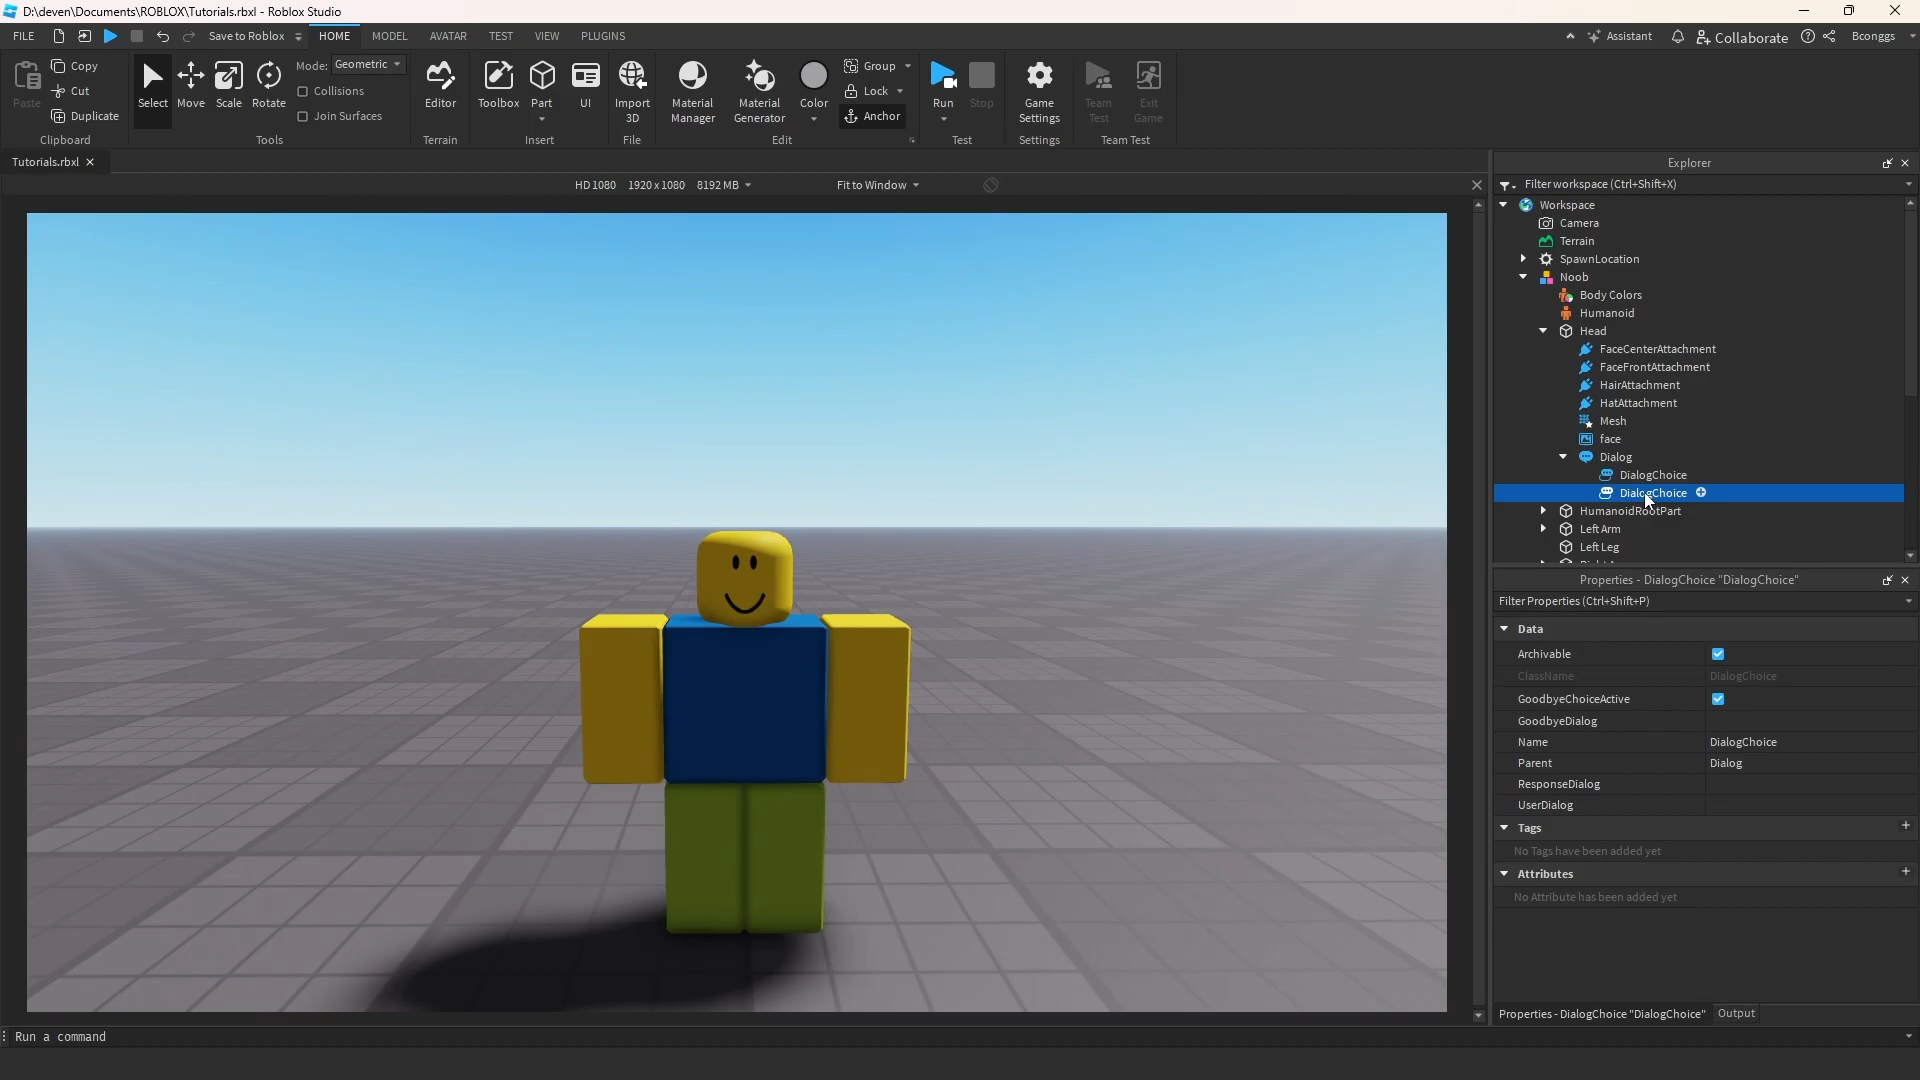 D:\deven\Documents\ROBLOX\Tutorials.rbxl - Roblox Studio
FILE Save to Roblox HOME MODEL AVATAR TEST VIEW PLUGINS Assistant Collaborate Bconggs
Paste Copy Cut Duplicate Clipboard
Select Move Scale Rotate Mode: Geometric Collisions Join Surfaces Tools
Editor Terrain
Toolbox Part UI Insert
Import 3D File
Material Manager Material Generator Color Group Lock Anchor Edit
Run Stop Test
Game Settings Settings
Team Test Exit Game Team Test
Tutorials.rbxl
HD 1080 1920 x 1080 8192 MB Fit to Window
Explorer
Filter workspace (Ctrl+Shift+X)
Workspace
Camera
Terrain
SpawnLocation
Noob
Body Colors
Humanoid
Head
FaceCenterAttachment
FaceFrontAttachment
HairAttachment
HatAttachment
Mesh
face
Dialog
DialogChoice
DialogChoice
HumanoidRootPart
Left Arm
Left Leg
Properties - DialogChoice "DialogChoice"
Filter Properties (Ctrl+Shift+P)
Data
Archivable
ClassName DialogChoice
GoodbyeChoiceActive
GoodbyeDialog
Name DialogChoice
Parent Dialog
ResponseDialog
UserDialog
Tags
No Tags have been added yet
Attributes
No Attribute has been added yet
Properties - DialogChoice "DialogChoice" Output
Run a command